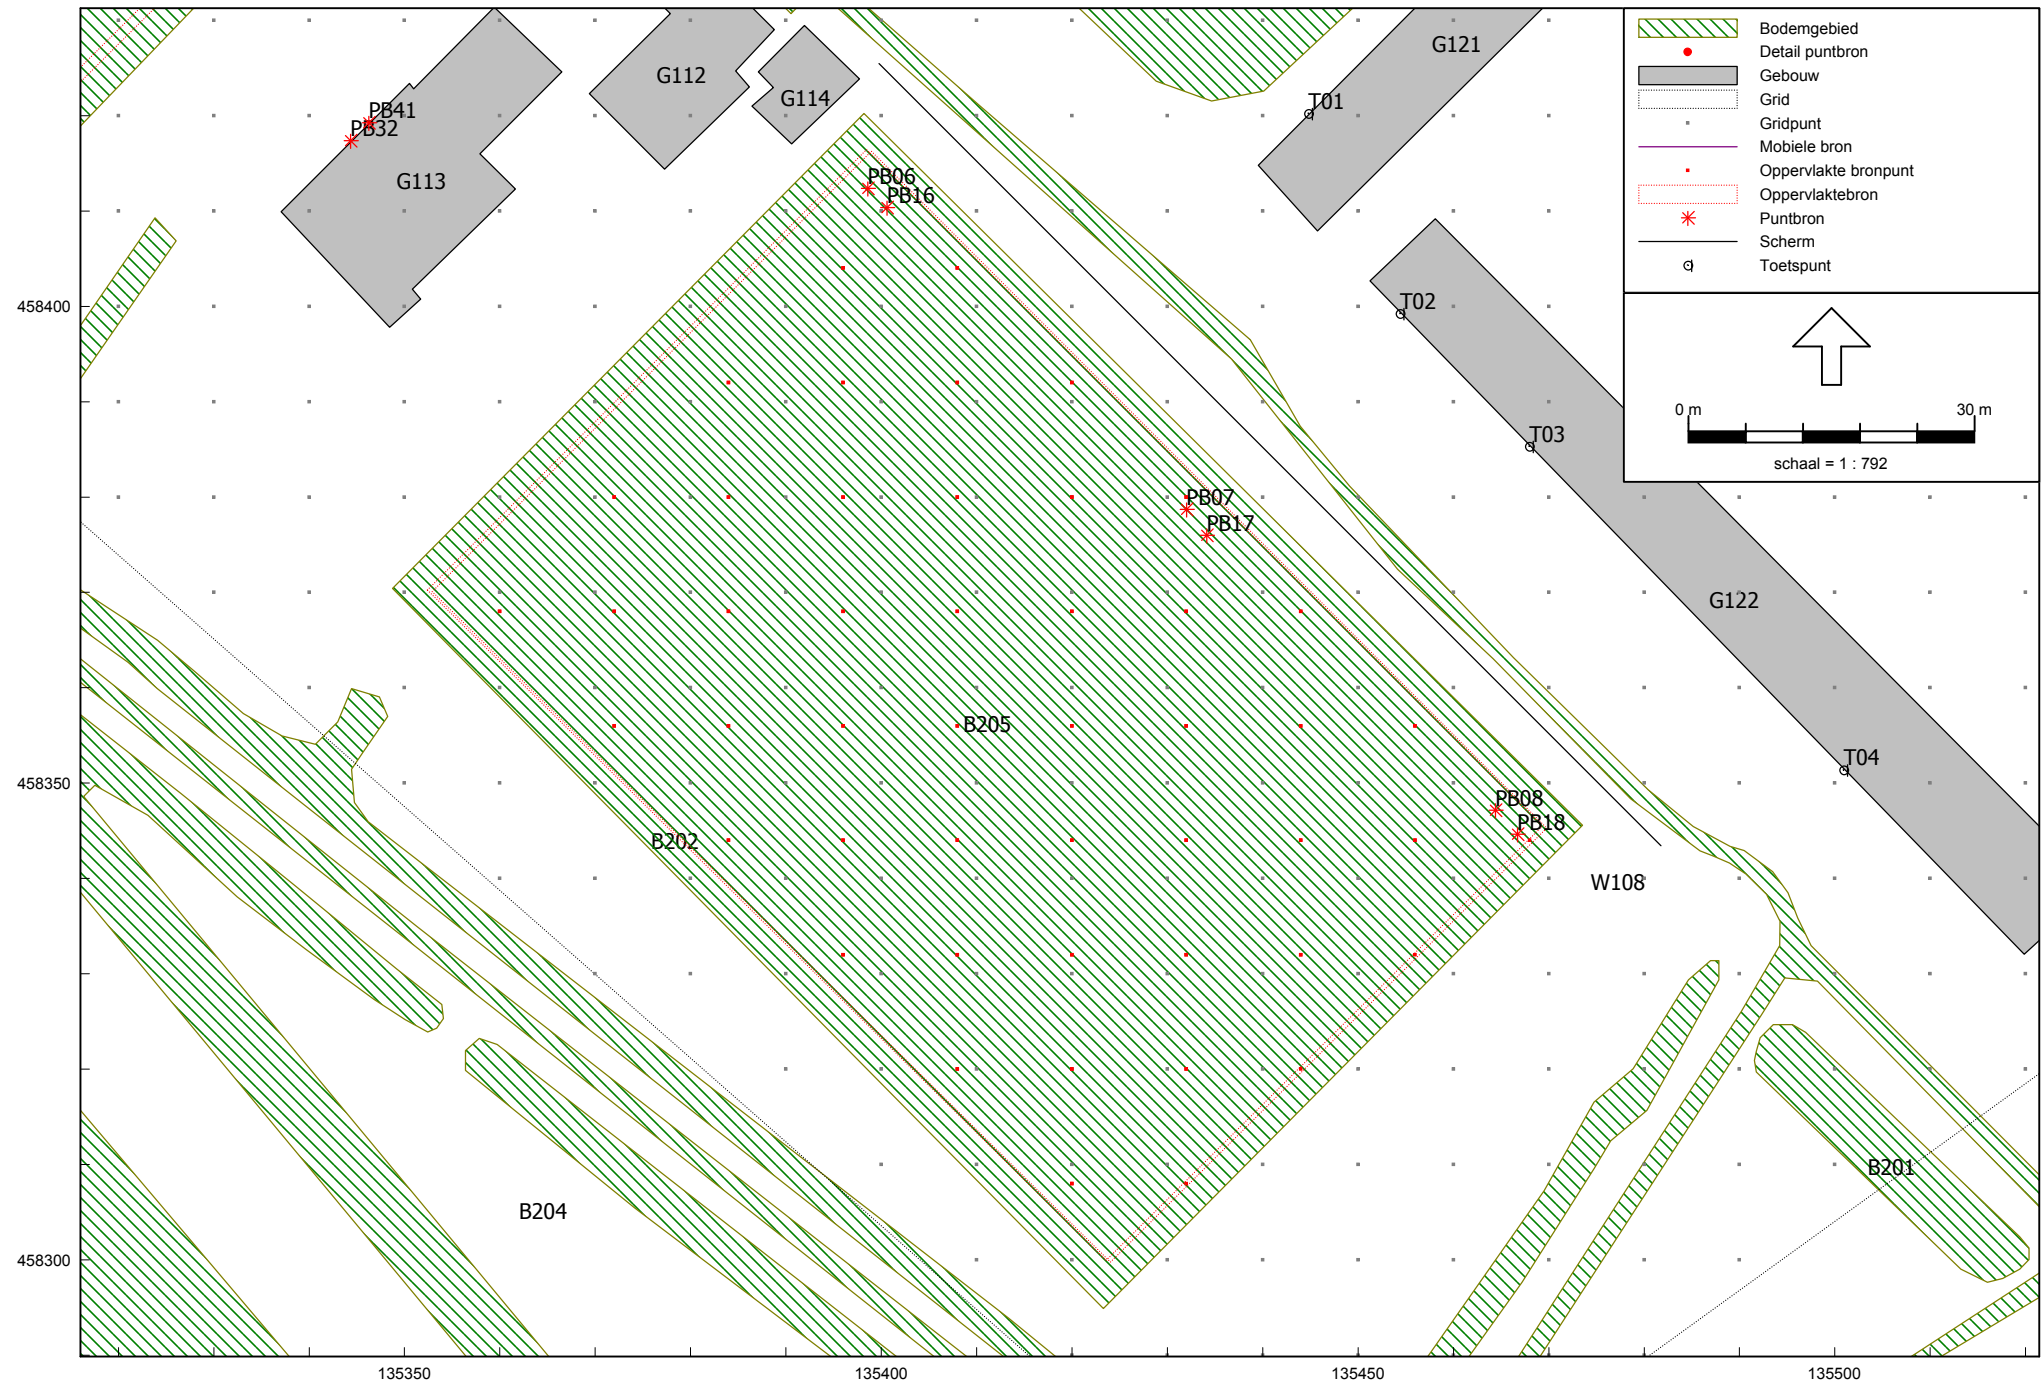 G121
G112
G114
PB41
PB32
G113
T01
PB06
PB16
T02
T03
PB07
PB17
G122
B205
T04
PB08
PB18
B202
W108
B201
B204
458400
458350
458300
135350
135400
135450
135500
Bodemgebied
Detail puntbron
Gebouw
Grid
Gridpunt
Mobiele bron
Oppervlakte bronpunt
Oppervlaktebron
Puntbron
Scherm
Toetspunt
0 m 30 m
schaal = 1 : 792